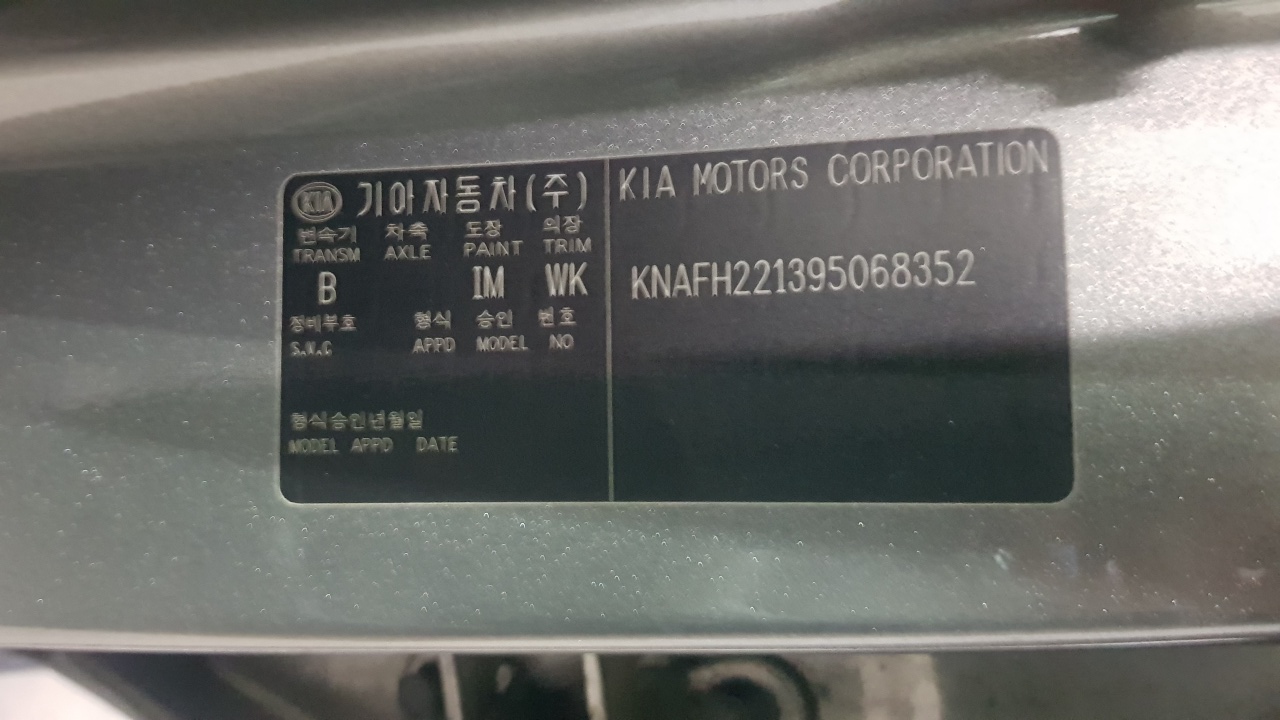 KIA 기아자동차(주)
변속기 차축 도장 의장
TRANSM AXLE PAINT TRIM
B IM WK
정비부호 형식 승인 번호
S.V.C APPD MODEL NO
형식승인년월일
MODEL APPD DATE
KIA MOTORS CORPORATION
KNAFH221395068352